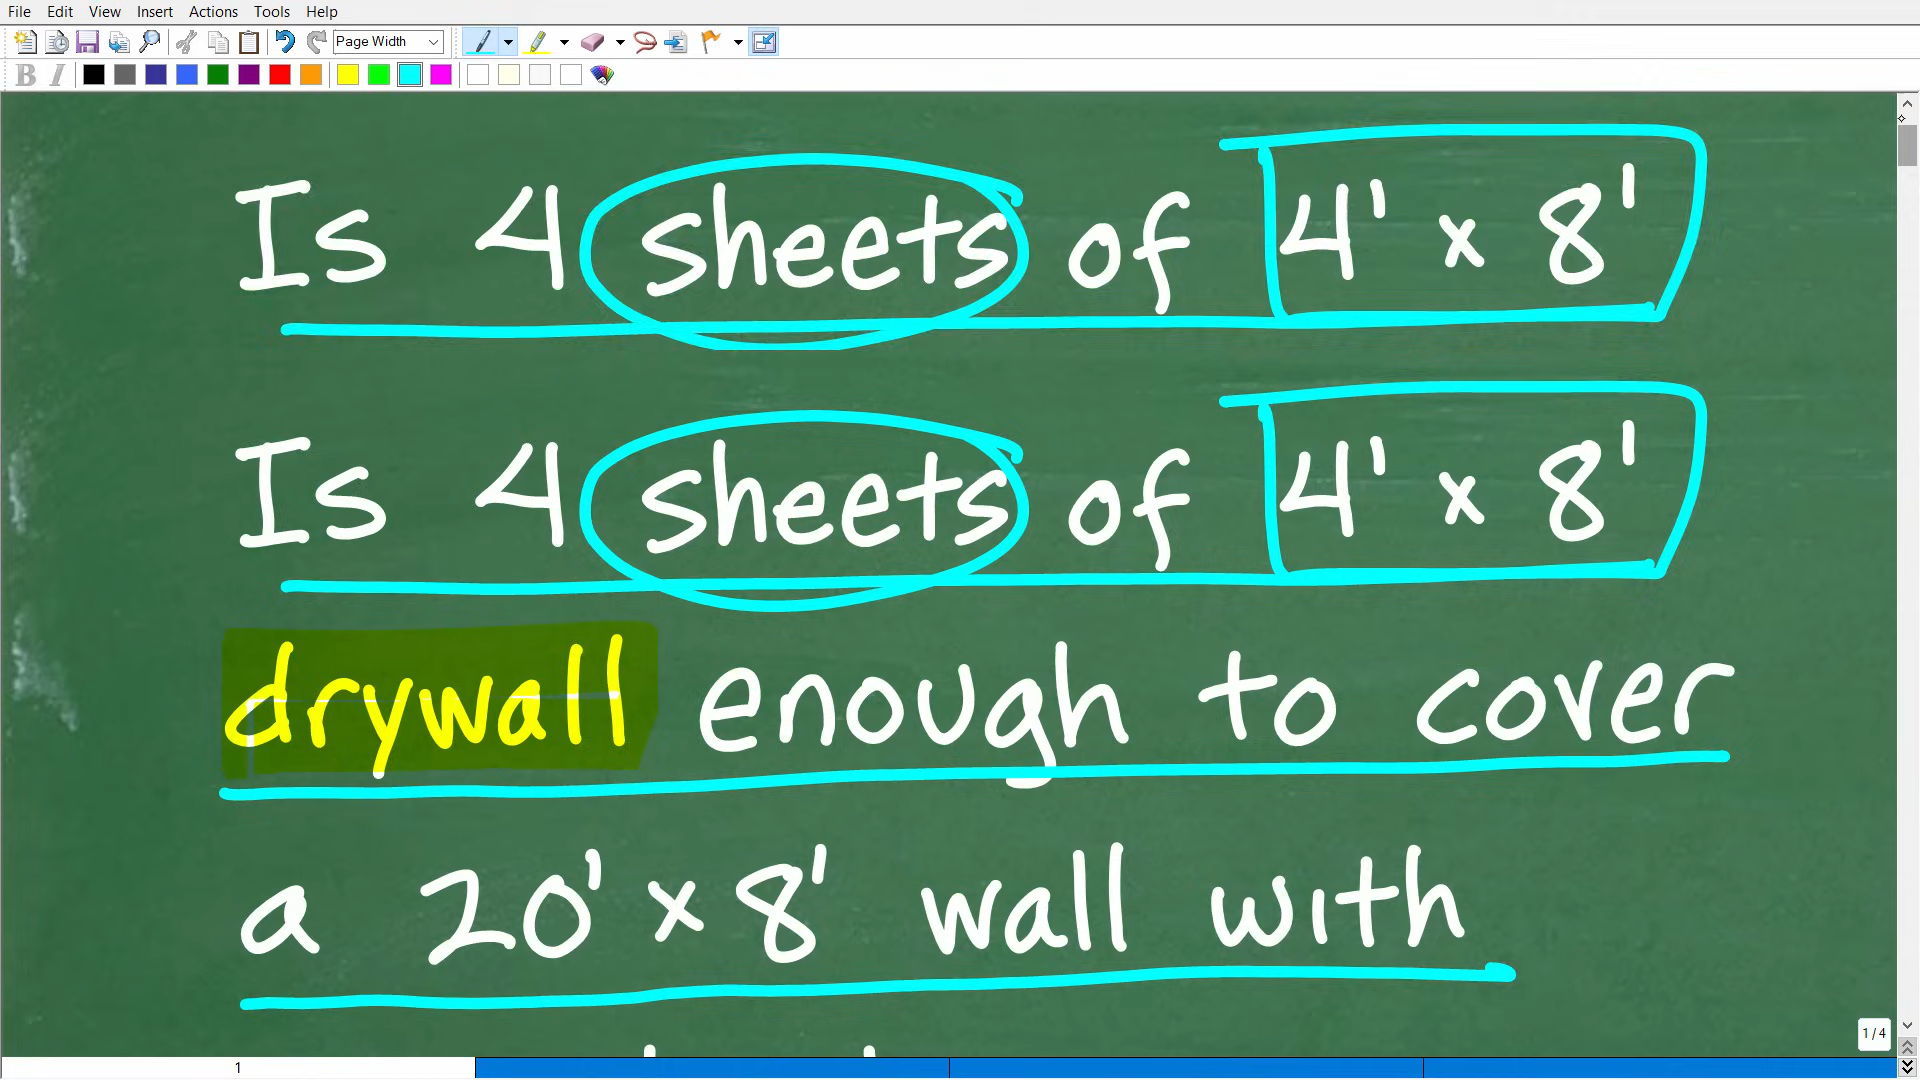 File Edit View Insert Actions Tools Help
Page Width
B I
Is 4 sheets of 4' x 8'
Is 4 sheets of 4' x 8'
drywall enough to cover
a 20' x 8' wall with
1 / 4
1